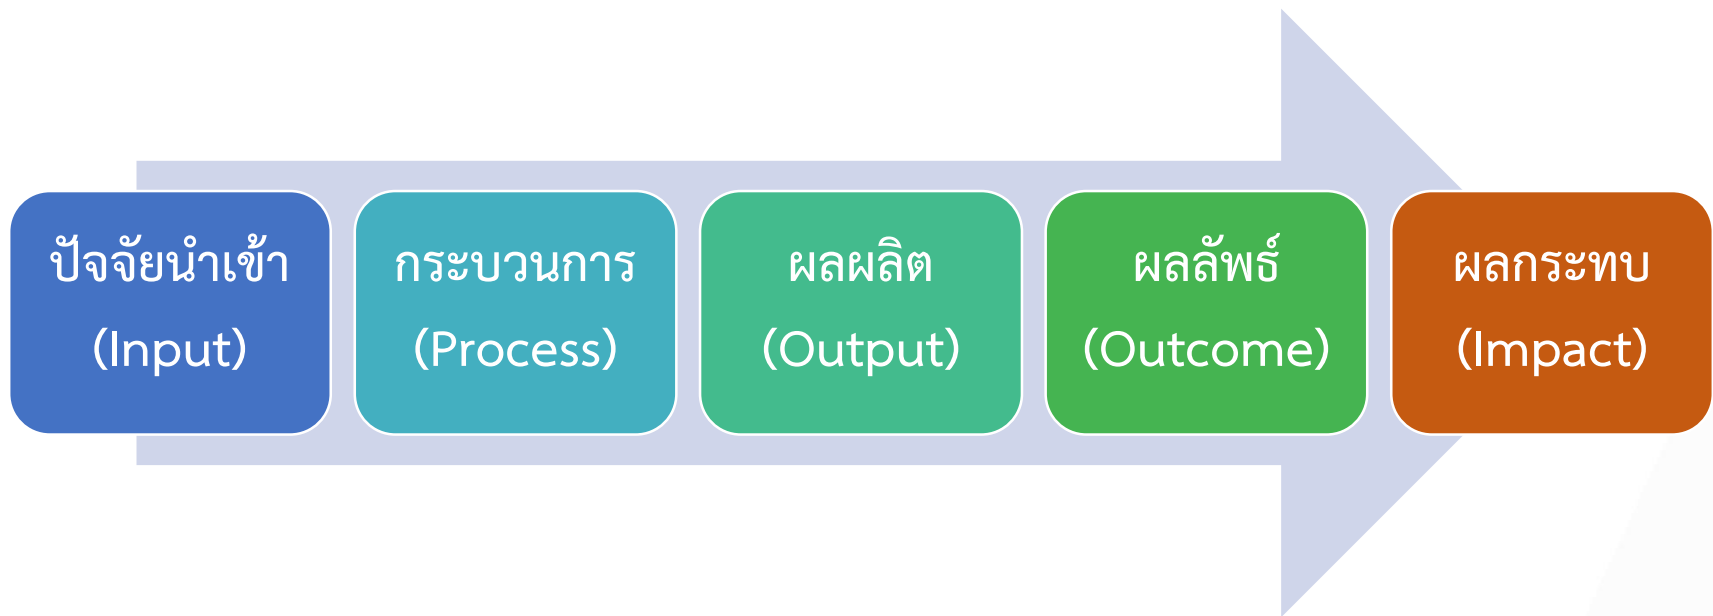 ปัจจัยนำเข้า
(Input)
กระบวนการ
(Process)
ผลผลิต
(Output)
ผลลัพธ์
(Outcome)
ผลกระทบ
(Impact)